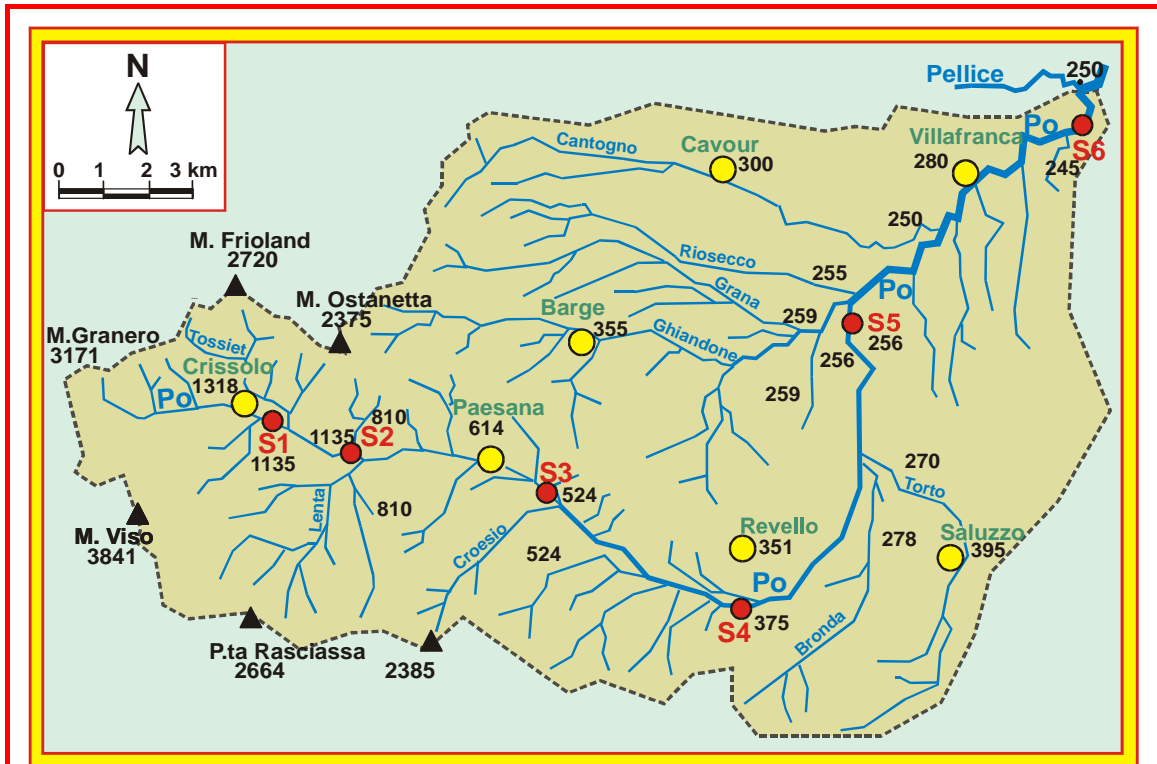 N
0 1 2 3 km
Pellice
250
Po
S6
245
Villafranca
280
Cavour
300
Cantogno
250
M. Frioland
2720
Riosecco
255
Po
M. Ostanetta
2375
Grana
259
Barge
355
Ghiandone
S5
256
256
M.Granero
3171
Tossiet
Crissolo
1318
Po
259
Paesana
614
810
S1
1135
1135
S2
S3
524
270
Torto
Lenta
810
M. Viso
3841
Croesio
524
Revello
351
278
Saluzzo
395
Po
S4
375
Bronda
P.ta Rasciassa
2664
2385